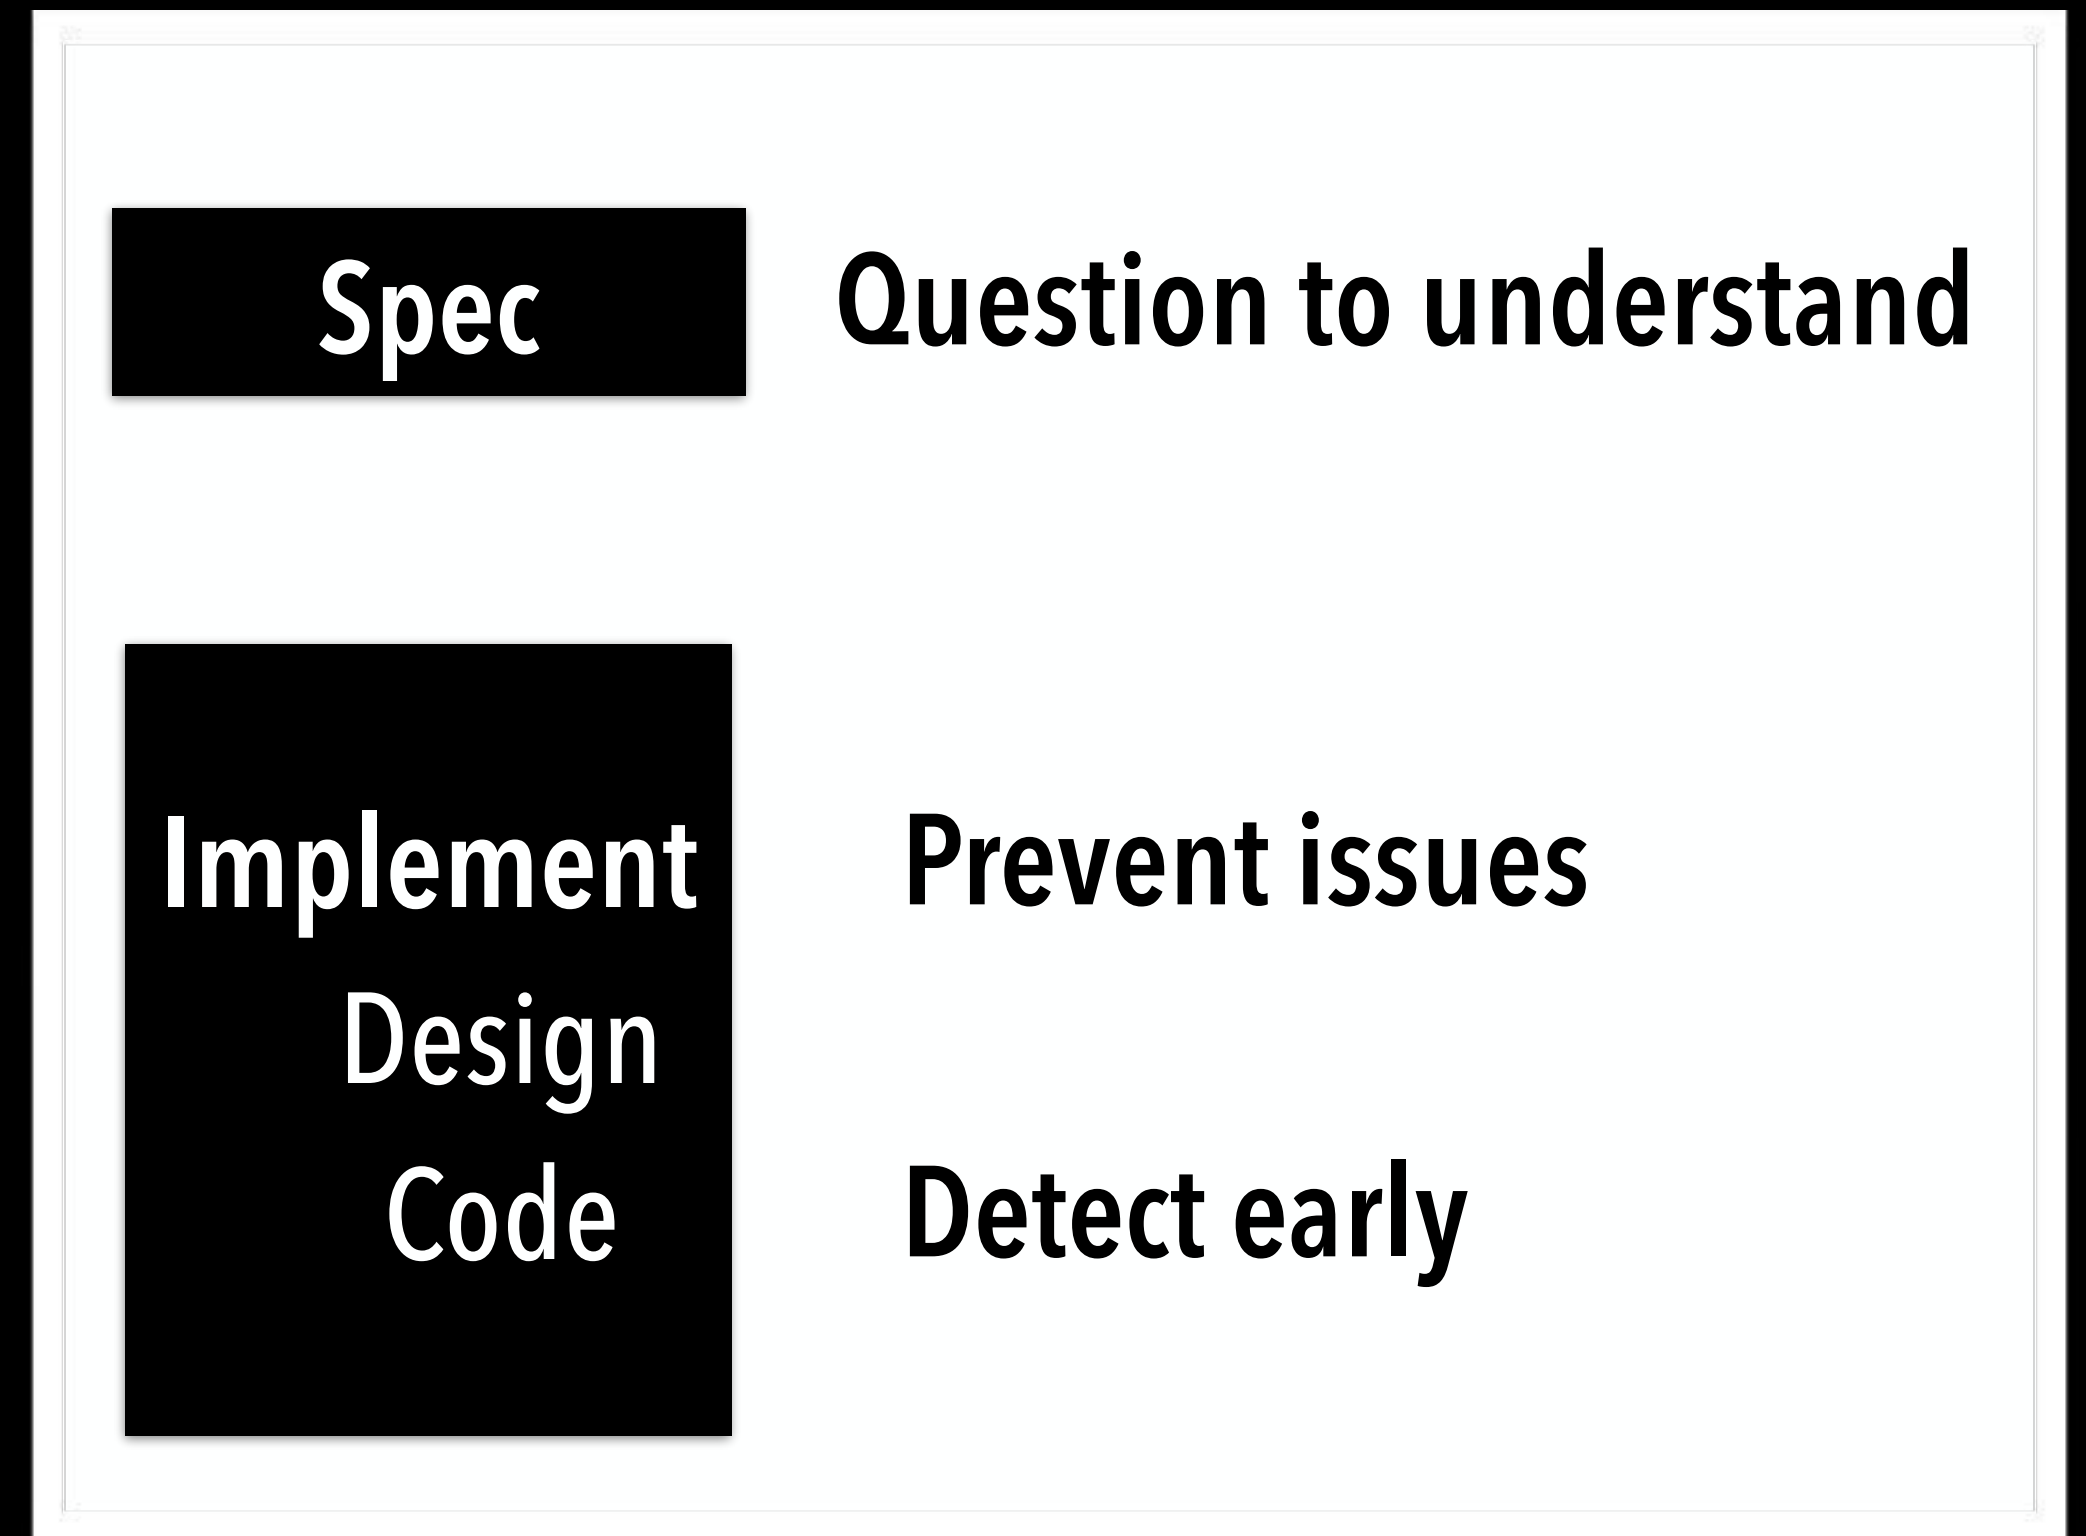 Spec
Question to understand
Implement
Prevent issues
Design
Code
Detect early